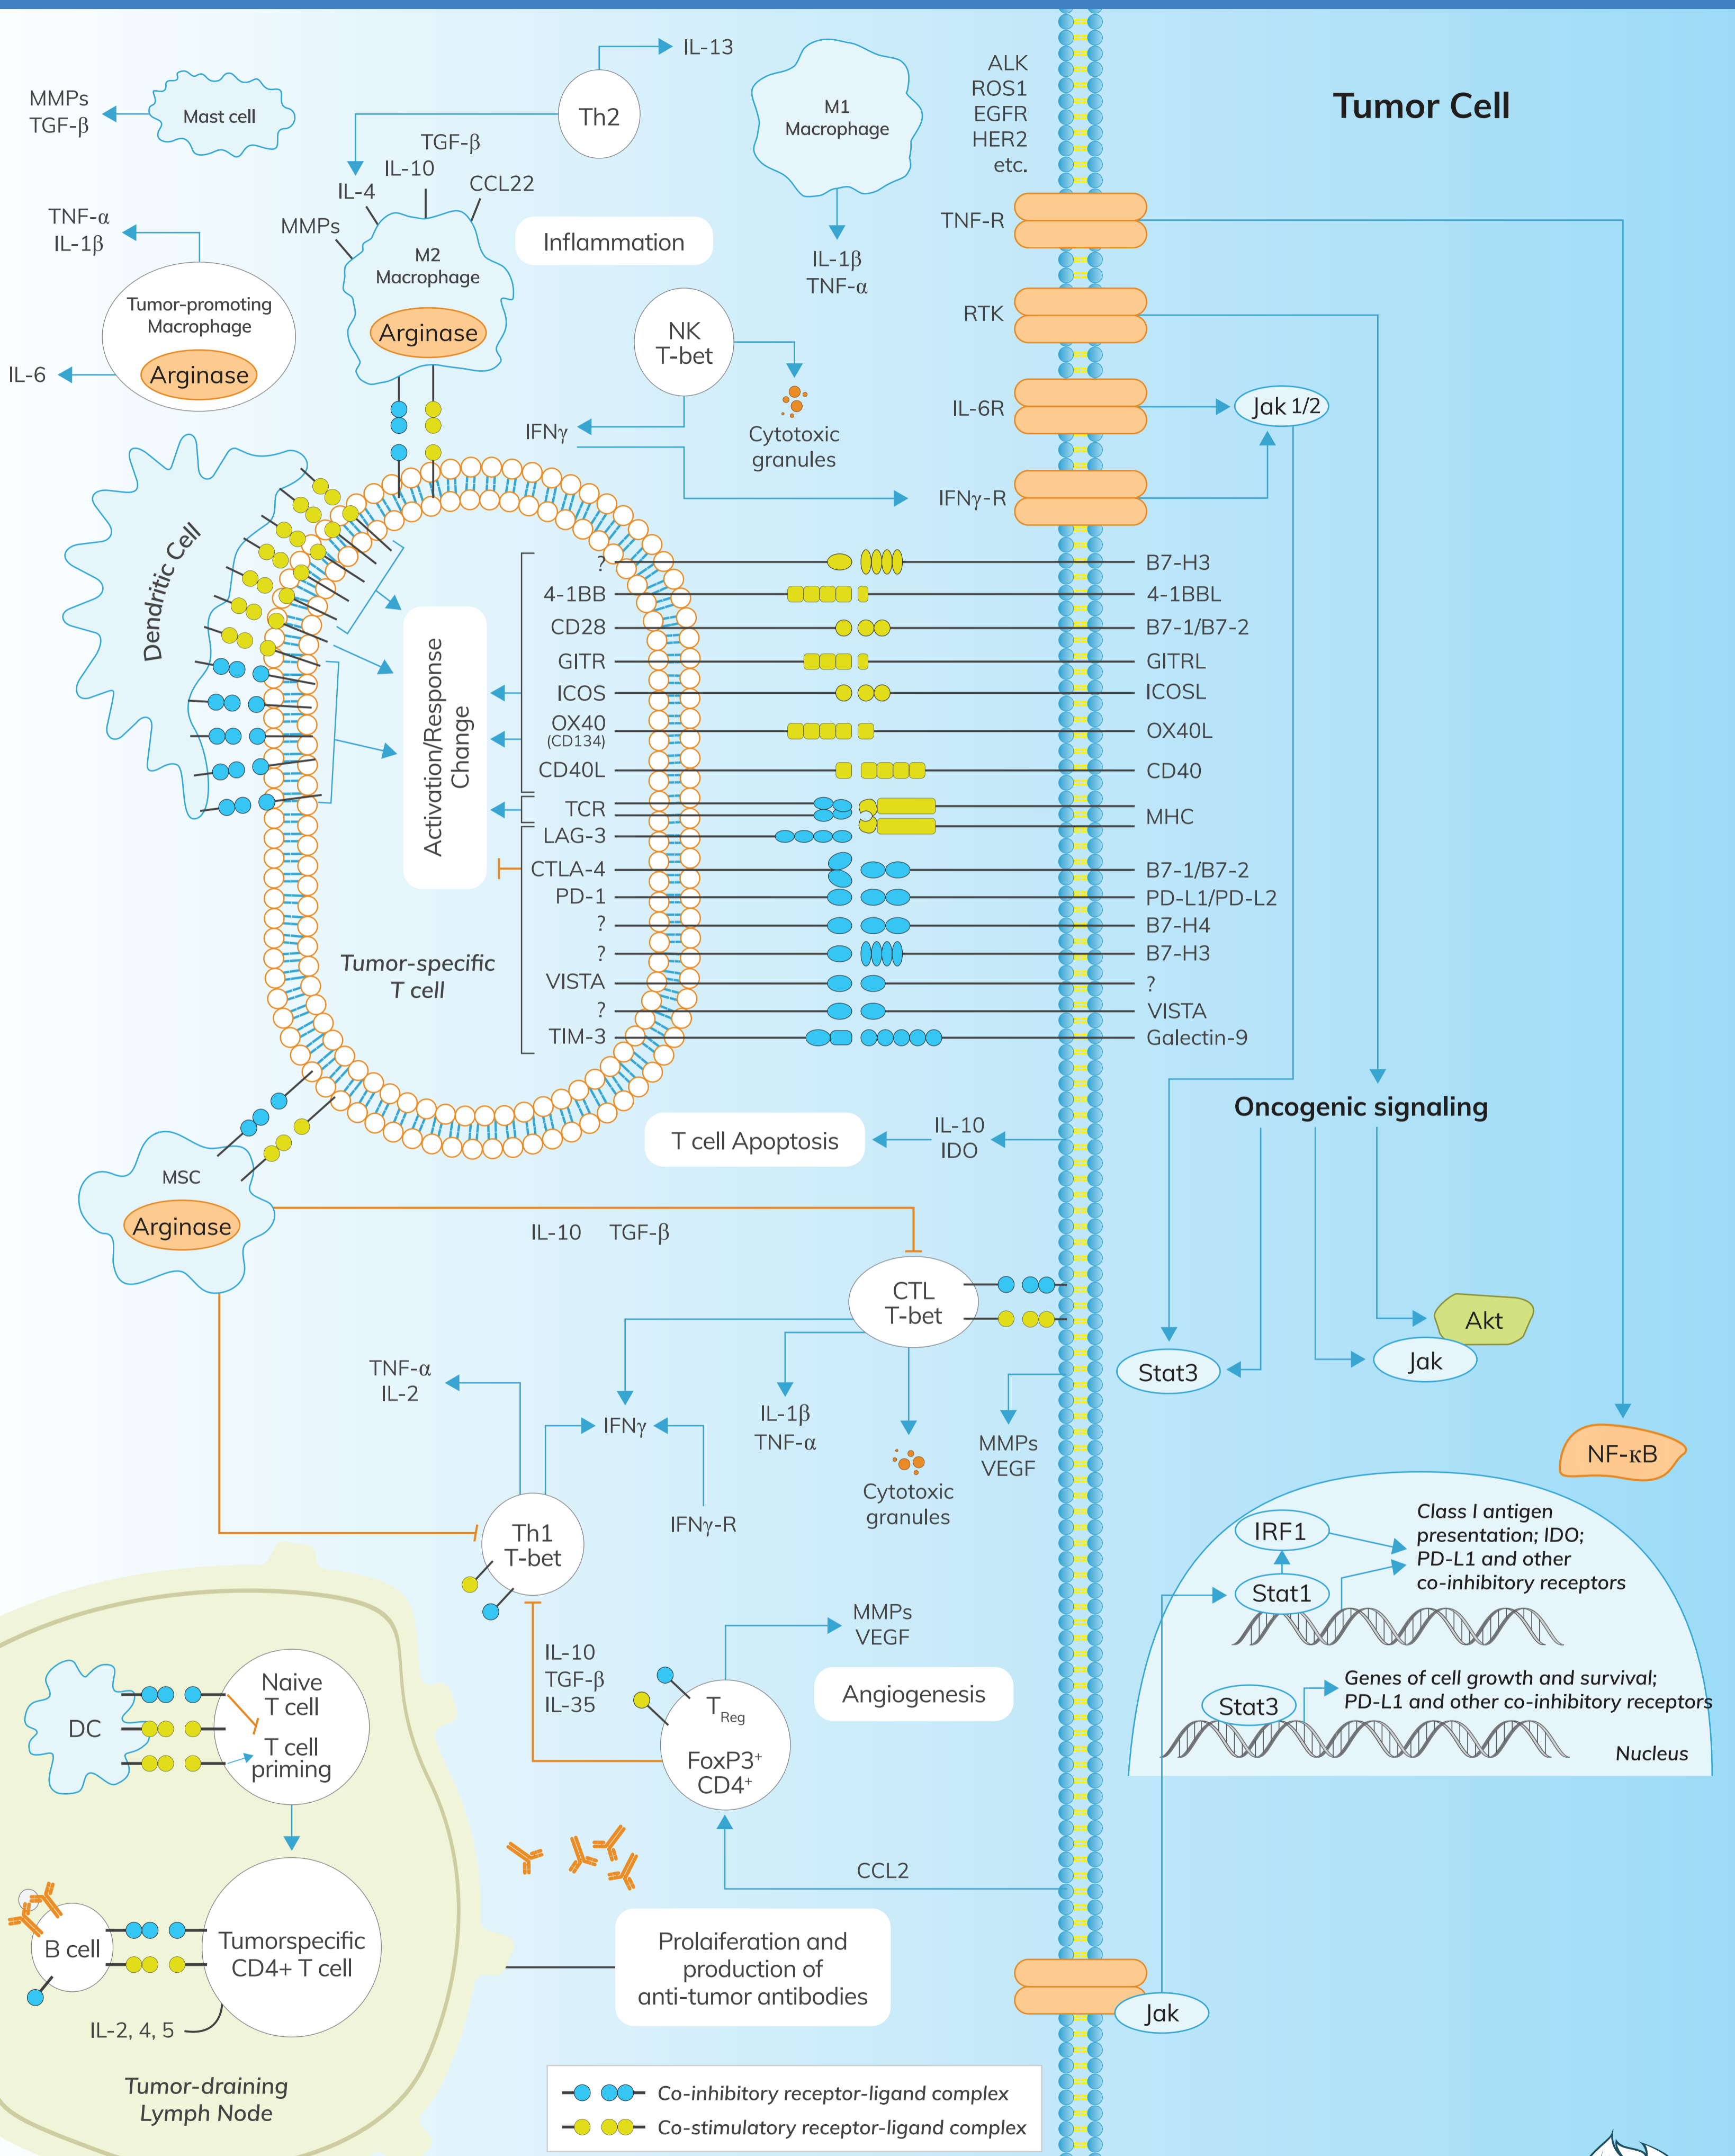 IL-13
Th2
M1
Macrophage
IL-1β
TNF-α
ALK
ROS1
EGFR
HER2
etc.
Tumor Cell
MMPs
TGF-β
Mast cell
TGF-β
IL-10
IL-4
CCL22
MMPs
M2
Macrophage
Arginase
Inflammation
TNF-α
IL-1β
Tumor-promoting
Macrophage
Arginase
IL-6
NK
T-bet
IFNγ
Cytotoxic
granules
TNF-R
RTK
IL-6R
IFNγ-R
Jak 1/2
Dendritic Cell
Activation/Response
Change
Tumor-specific
T cell
? B7-H3
4-1BB 4-1BBL
CD28 B7-1/B7-2
GITR GITRL
ICOS ICOSL
OX40 OX40L
(CD134)
CD40L CD40
TCR MHC
LAG-3
CTLA-4 B7-1/B7-2
PD-1 PD-L1/PD-L2
? B7-H4
? B7-H3
VISTA ?
? VISTA
TIM-3 Galectin-9
Oncogenic signaling
T cell Apoptosis
IL-10
IDO
MSC
Arginase
IL-10 TGF-β
CTL
T-bet
Akt
Jak
Stat3
TNF-α
IL-2
IFNγ
IL-1β
TNF-α
MMPs
VEGF
Cytotoxic
granules
IFNγ-R
NF-κB
Th1
T-bet
IRF1
Stat1
Class I antigen
presentation; IDO;
PD-L1 and other
co-inhibitory receptors
Stat3
Genes of cell growth and survival;
PD-L1 and other co-inhibitory receptors
Nucleus
IL-10
TGF-β
IL-35
MMPs
VEGF
Angiogenesis
TReg
FoxP3+
CD4+
CCL2
DC
Naive
T cell
T cell
priming
B cell
Tumorspecific
CD4+ T cell
IL-2, 4, 5
Tumor-draining
Lymph Node
Prolaiferation and
production of
anti-tumor antibodies
Jak
Co-inhibitory receptor-ligand complex
Co-stimulatory receptor-ligand complex